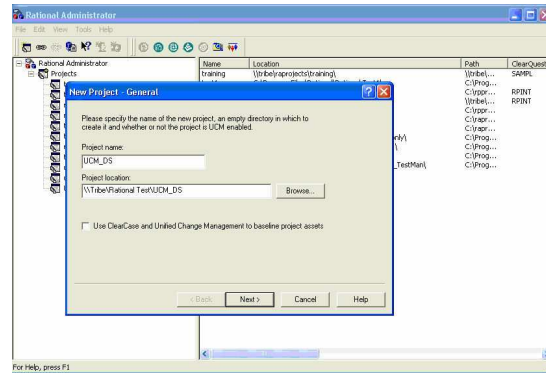 Rational Administrator
File Edit View Tools Help
Rational Administrator
Projects
Name Location Path ClearQuest
training \\tribe\raprojects\training\ \\tribe\... SAMPL
C:\Prog...
C:\rppr... RPINT
\\tribe\... RPINT
C:\rppr...
C:\rapr...
C:\rapr...
C:\Prog...
C:\Prog...
C:\Prog...
_TestMan\ C:\Prog...
C:\Prog...
New Project - General
Please specify the name of the new project, an empty directory in which to
create it and whether or not the project is UCM enabled.
Project name:
UCM_DS
Project location:
\\Tribe\Rational Test\UCM_DS
Browse...
Use ClearCase and Unified Change Management to baseline project assets
< Back Next > Cancel Help
For Help, press F1